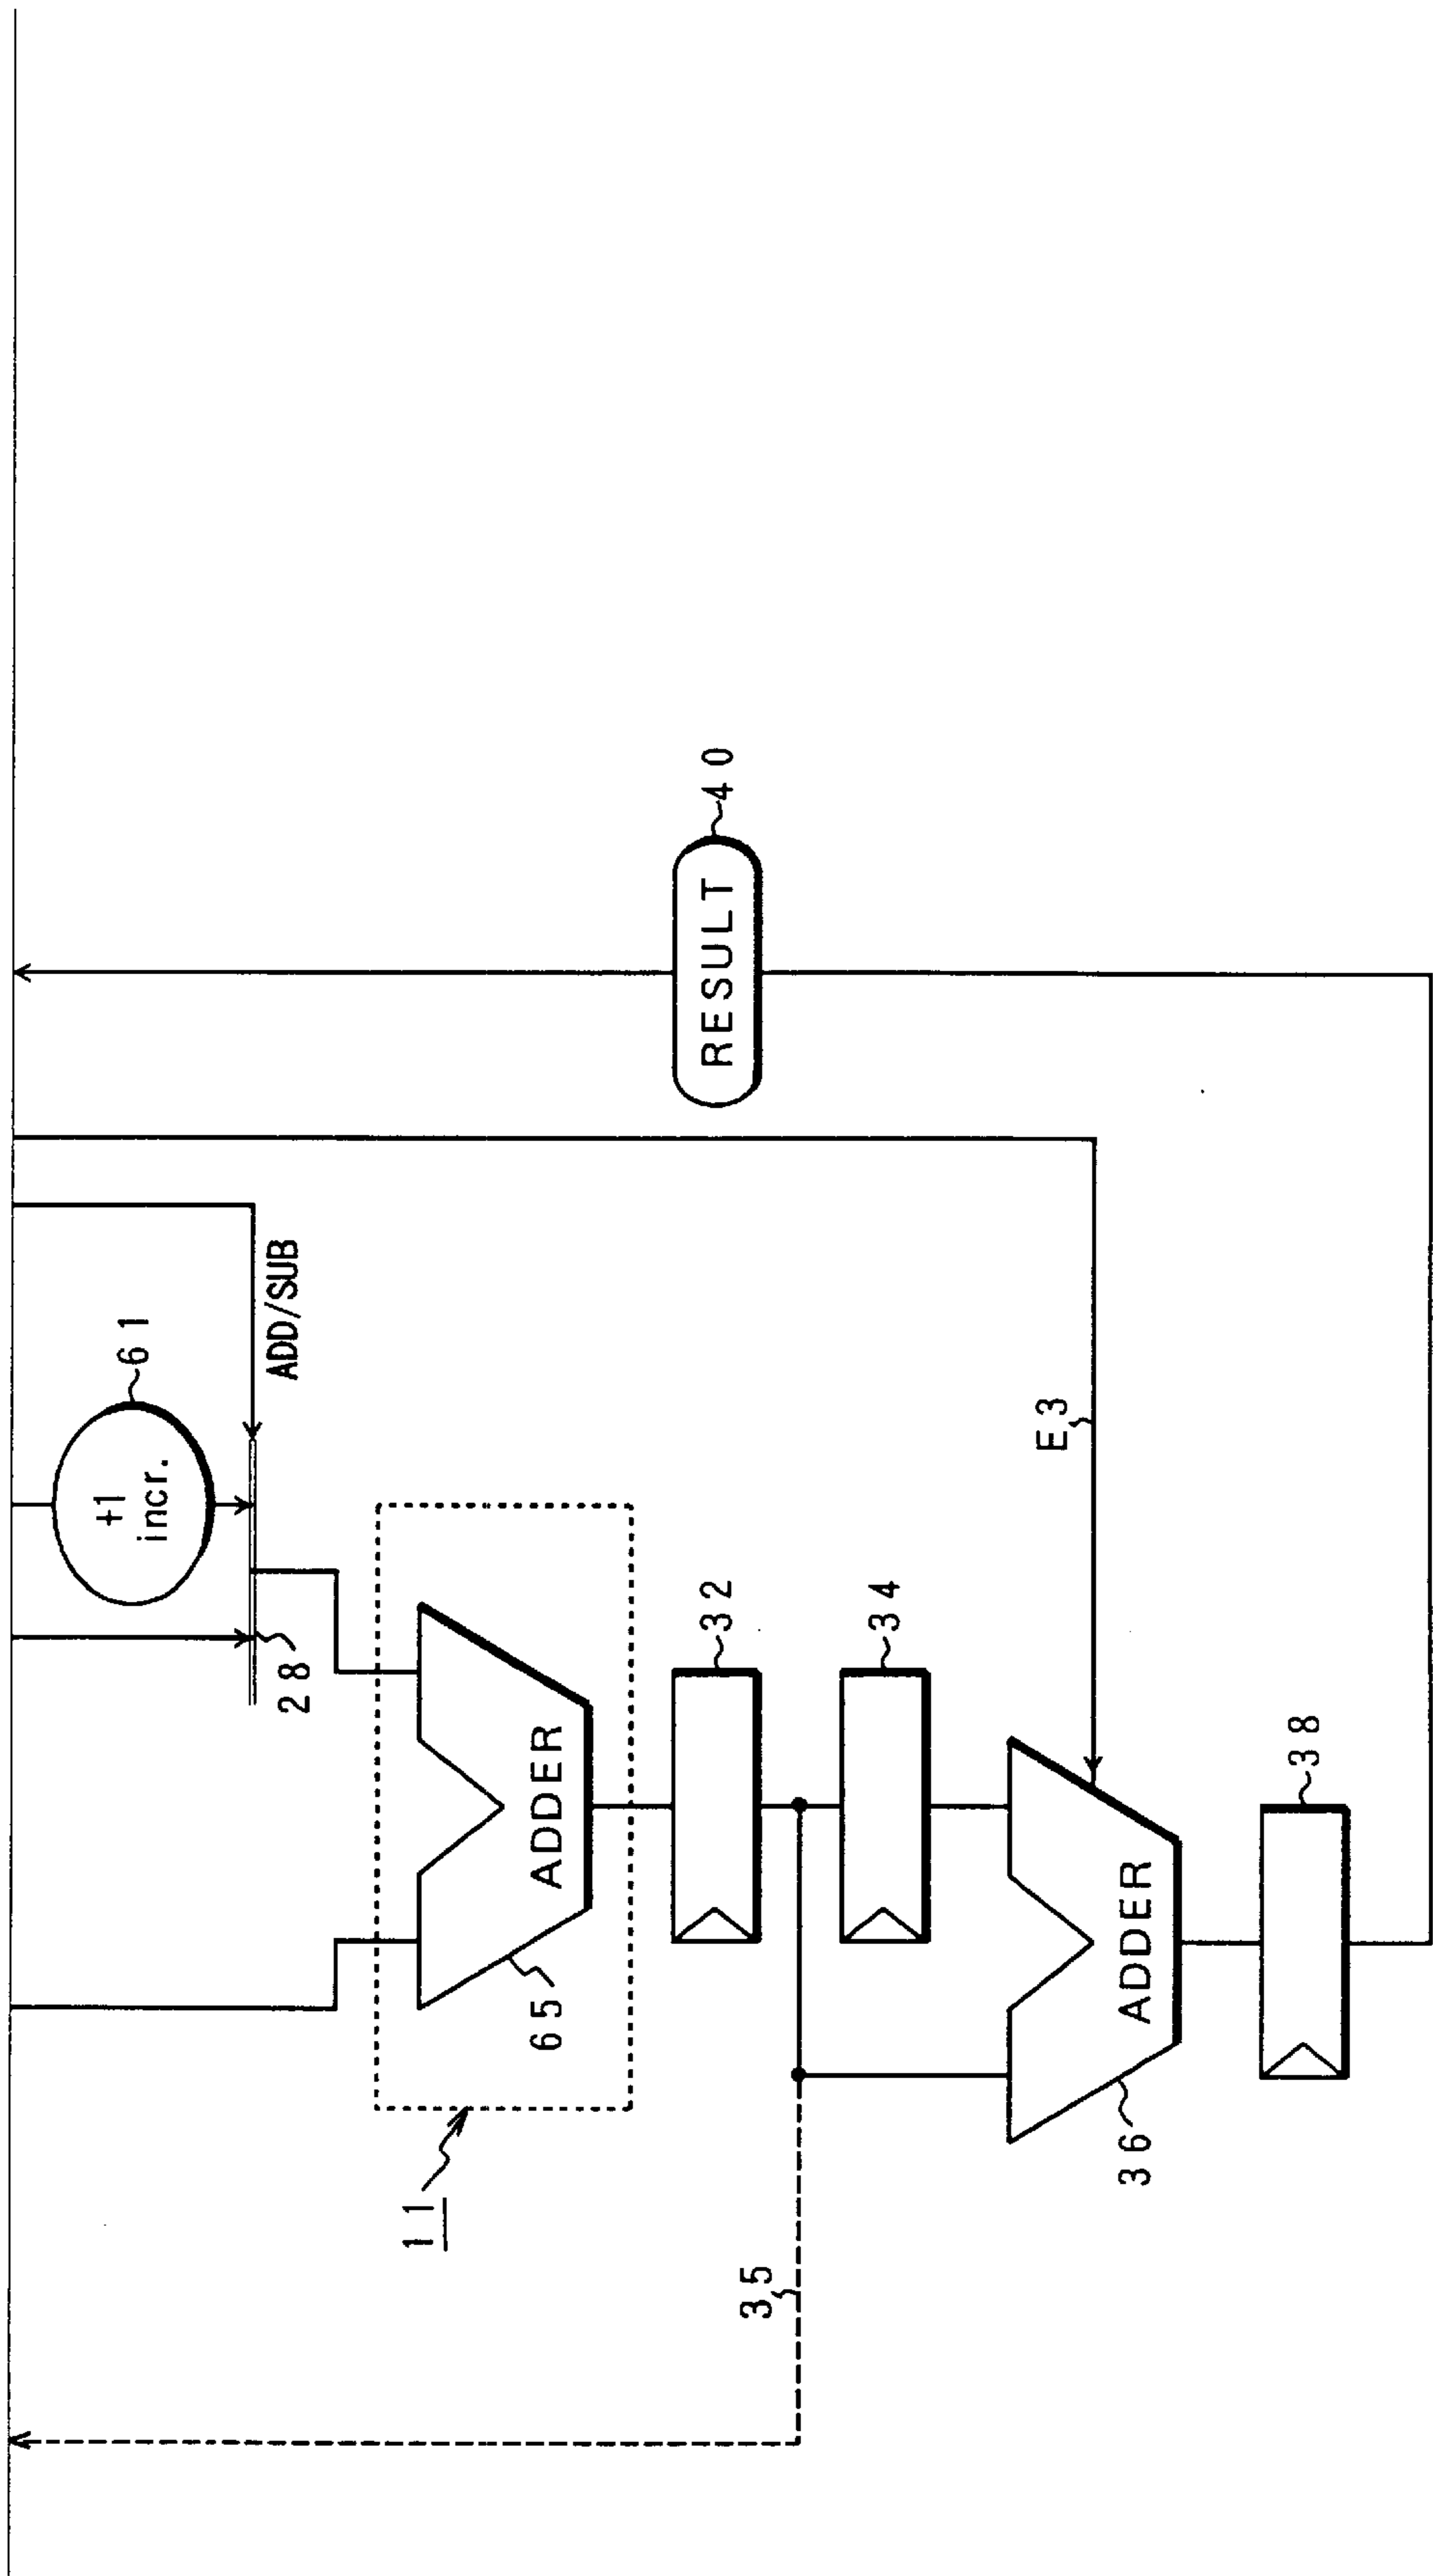 +1
incr.
61
ADD/SUB
28
11
65
ADDER
32
35
34
RESULT
40
E3
36
ADDER
38